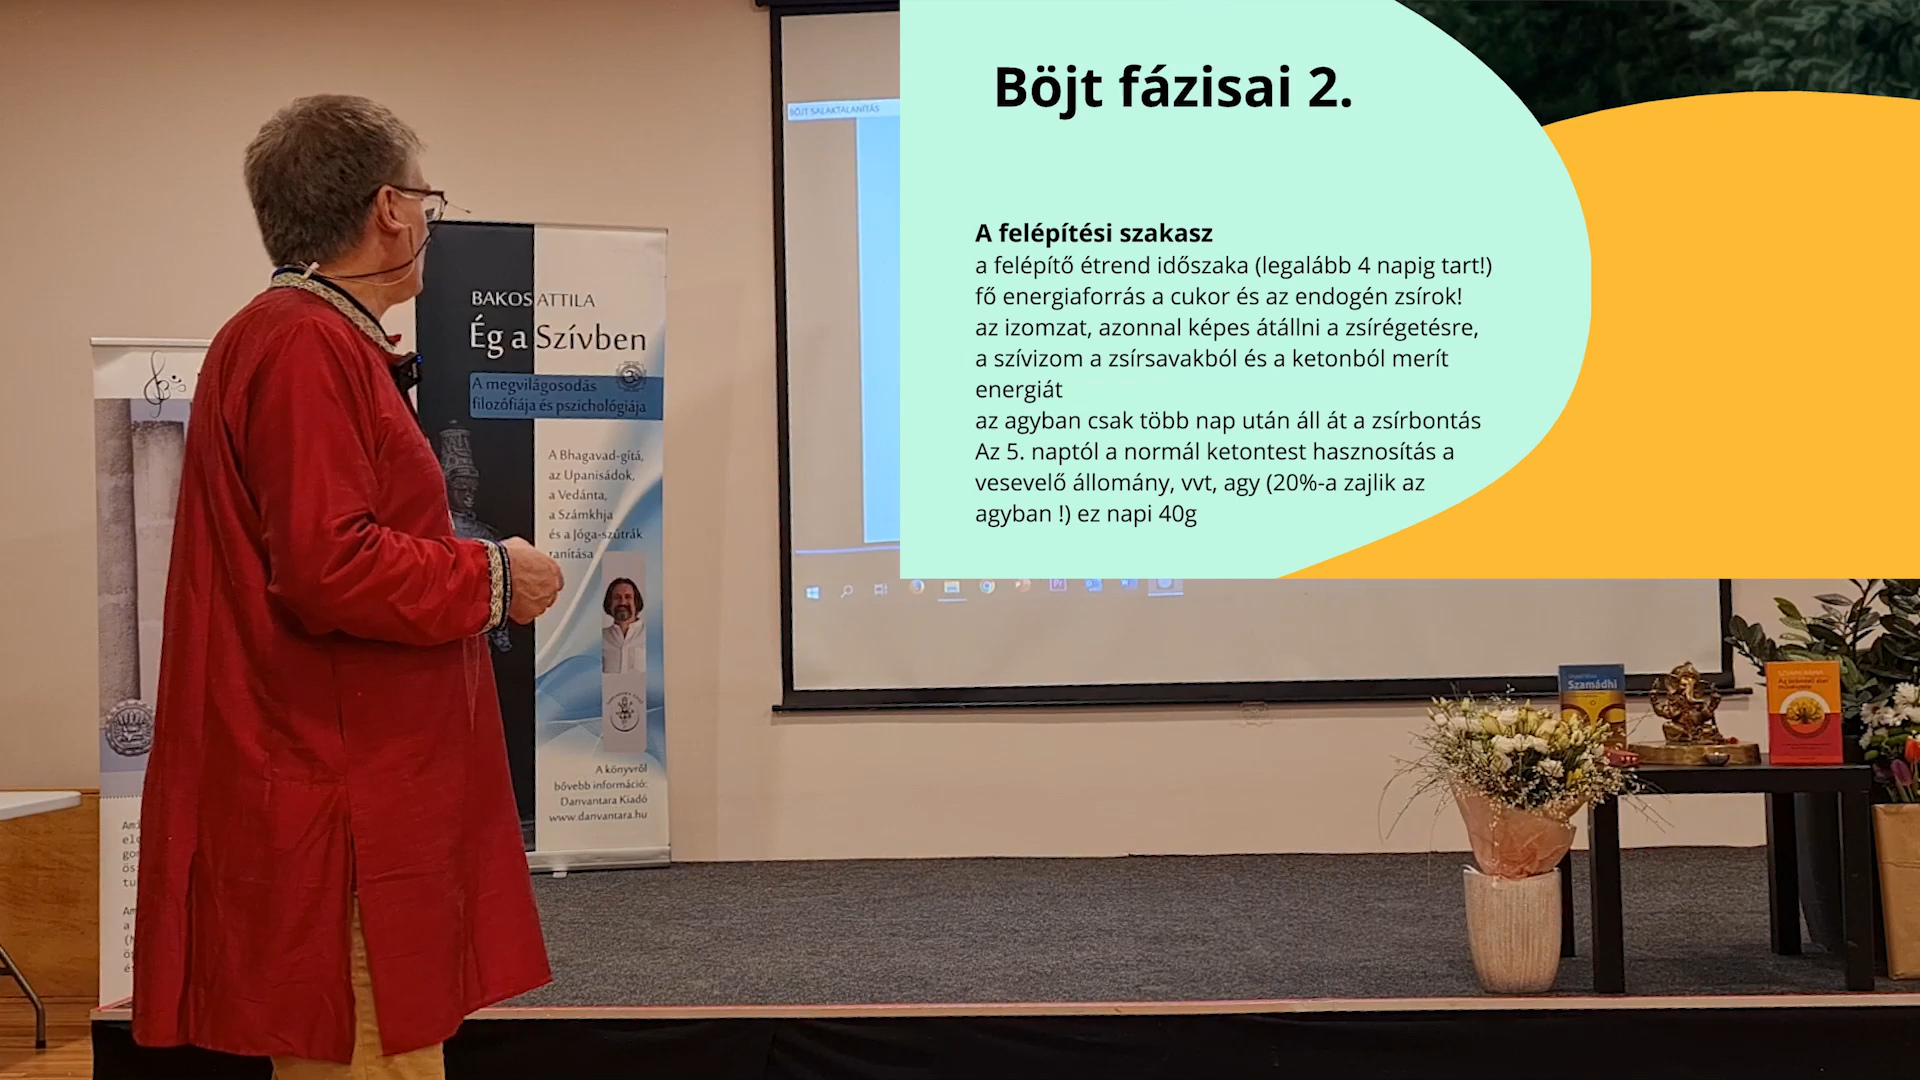 Böjt fázisai 2.
A felépítési szakasz
a felépítő étrend időszaka (legalább 4 napig tart!)
fő energiaforrás a cukor és az endogén zsírok!
az izomzat, azonnal képes átállni a zsírégetésre,
a szívizom a zsírsavakból és a ketonból merít
energiát
az agyban csak több nap után áll át a zsírbontás
Az 5. naptól a normál ketontest hasznosítás a
vesevelő állomány, vvt, agy (20%-a zajlik az
agyban !) ez napi 40g
BÖJT SALAKTALANÍTÁS
BAKOS ATTILA
Ég a Szívben
A megvilágosodás
filozófiája és pszichológiája
A Bhagavad-gítá,
az Upanisádok,
a Vedánta,
a Számkhja
és a Jóga-szútrák
tanítása
A könyvről
bővebb információ:
Danvantara Kiadó
www.danvantara.hu
Szamádhi